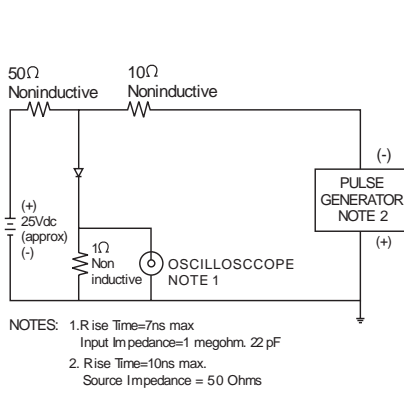 50Ω
Noninductive
10Ω
Noninductive
(-)
PULSE
GENERATOR
NOTE 2
(+)
(+)
25Vdc
(approx)
(-)
1Ω
Non
inductive
OSCILLOSCCOPE
NOTE 1
NOTES: 1.Rise Time=7ns max
Input Impedance=1 megohm. 22 pF
2. Rise Time=10ns max.
Source Impedance = 50 Ohms